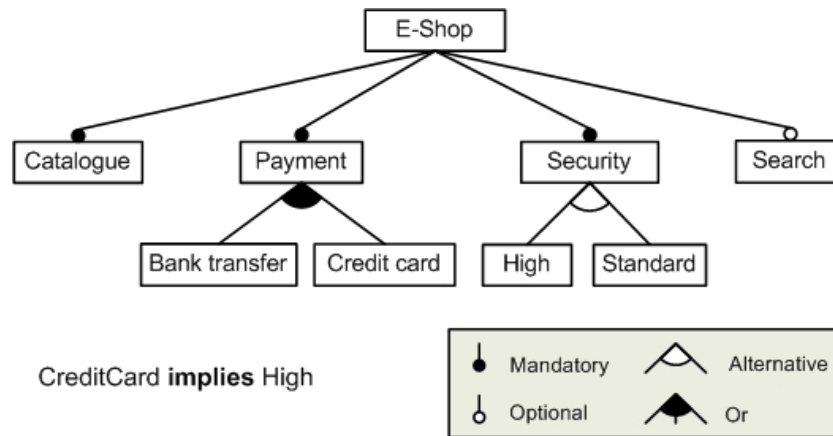 E-Shop
Catalogue
Payment
Security
Search
Bank transfer
Credit card
High
Standard
CreditCard implies High
Mandatory
Alternative
Optional
Or